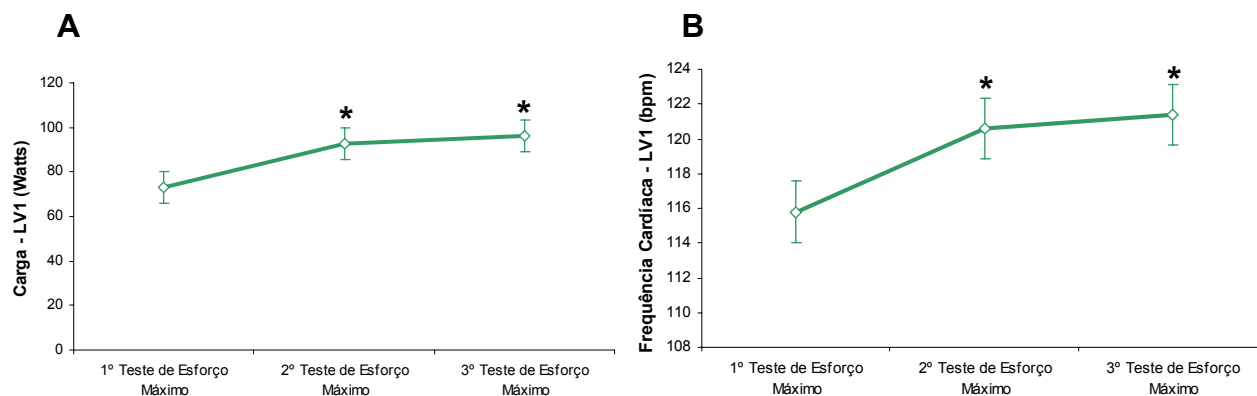 A
Carga - LV1 (Watts)
120
100
80
60
40
20
0
*
*
1º Teste de Esforço
Máximo
2º Teste de Esforço
Máximo
3º Teste de Esforço
Máximo
B
Frequência Cardíaca - LV1 (bpm)
124
122
120
118
116
114
112
110
108
*
*
1º Teste de Esforço
Máximo
2º Teste de Esforço
Máximo
3º Teste de Esforço
Máximo